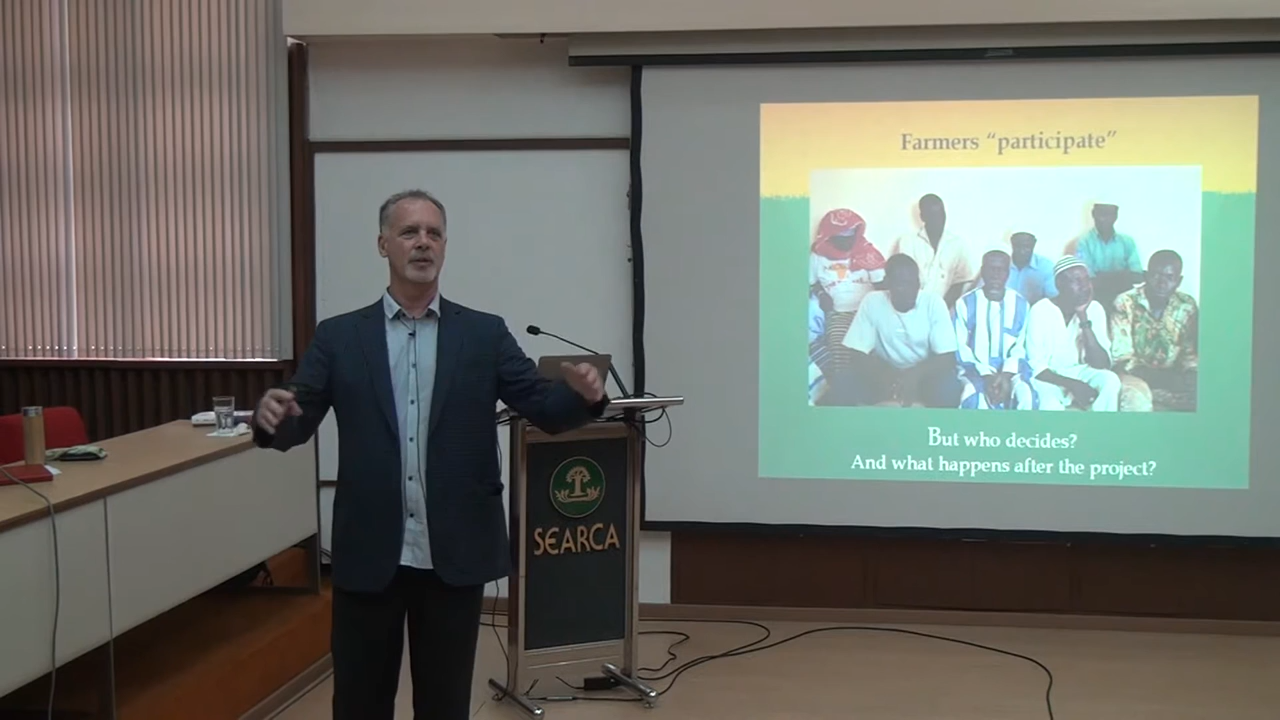 Farmers “participate”
But who decides?
And what happens after the project?
SEARCA